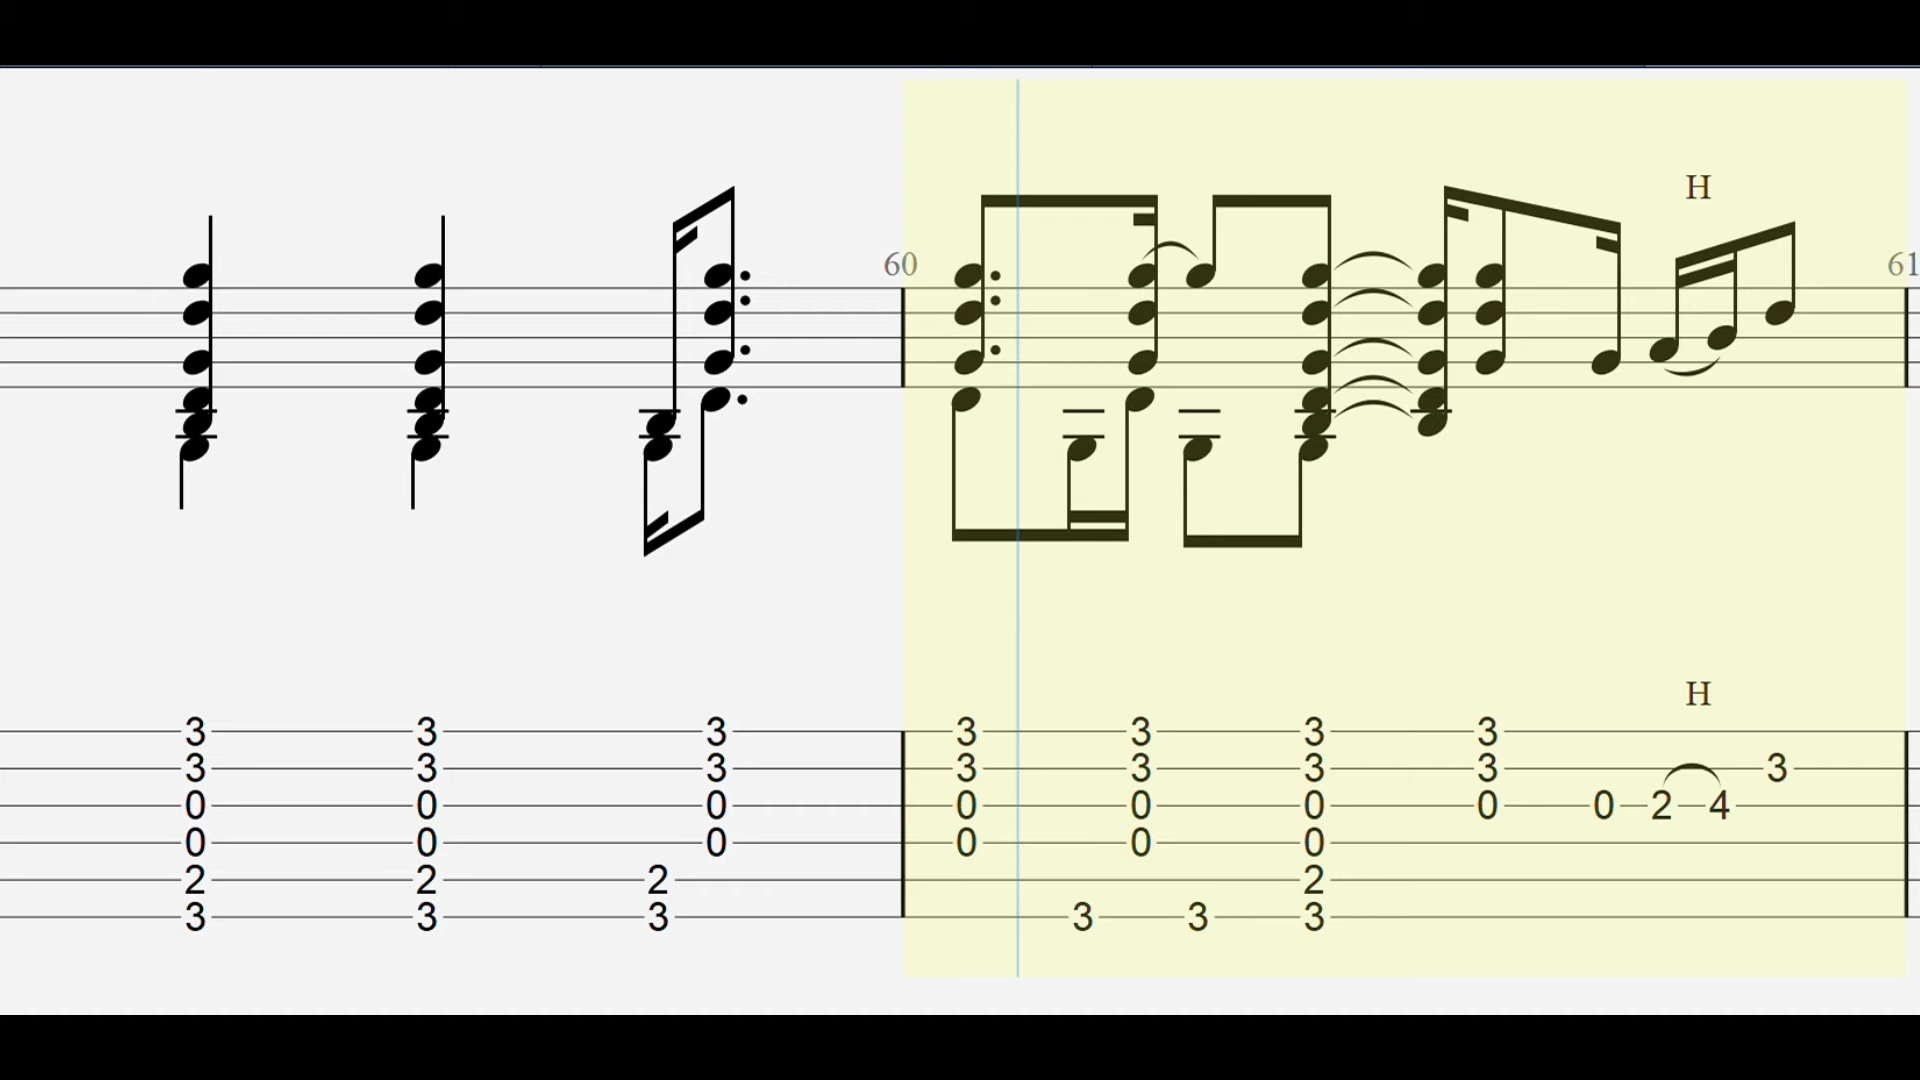 H
60 61
H
3 3 3 3 3 3 3
3 3 3 3 3 3 3 3
0 0 0 0 0 0 0 0 2 4
0 0 0 0 0 0
2 2 2 2
3 3 3 3 3 3